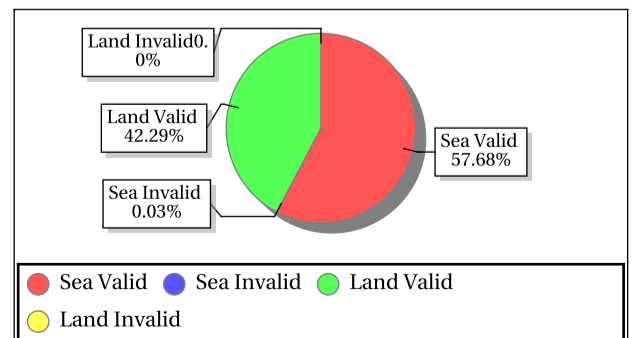 Land Invalid0.
0%
Land Valid
42.29%
Sea Valid
57.68%
Sea Invalid
0.03%
Sea Valid
Sea Invalid
Land Valid
Land Invalid